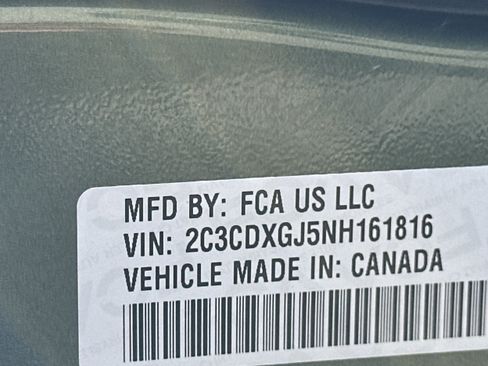 MFD BY: FCA US LLC
VIN: 2C3CDXGJ5NH161816
VEHICLE MADE IN: CANADA